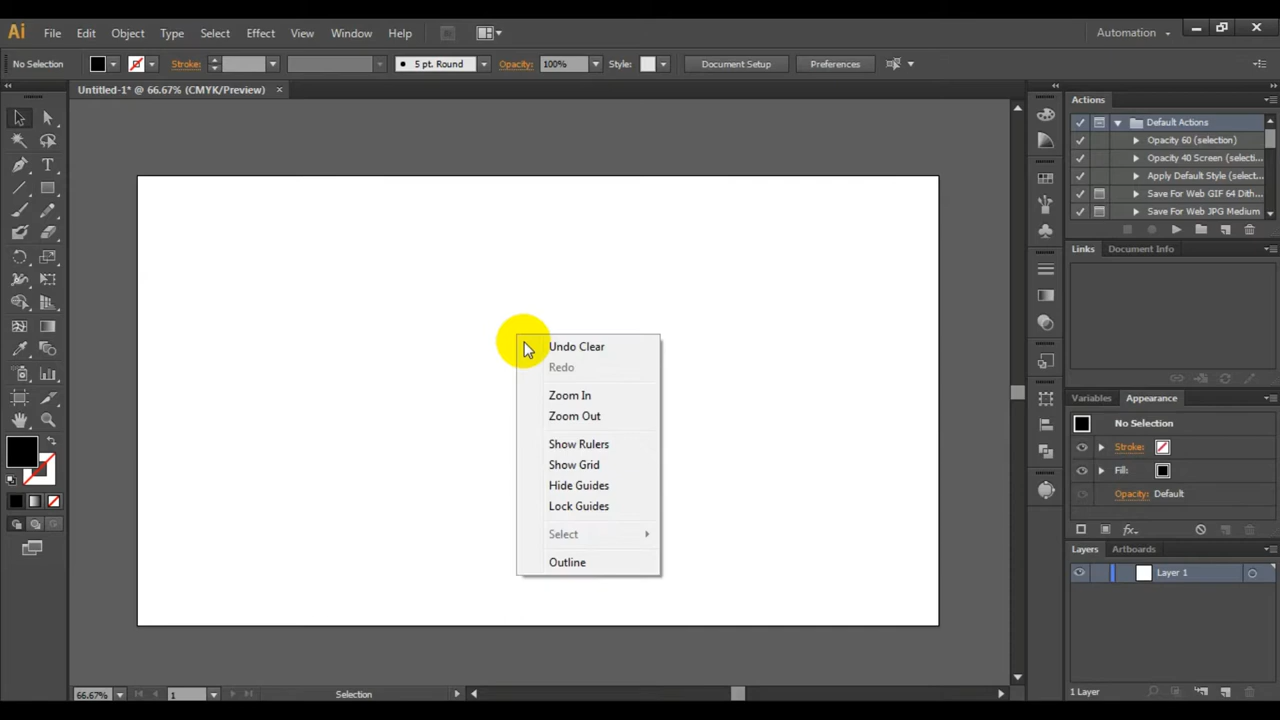 Ai File Edit Object Type Select Effect View Window Help Automation
No Selection Stroke: 5 pt. Round Opacity: 100% Style: Document Setup Preferences
Untitled-1* @ 66.67% (CMYK/Preview)
Actions
Default Actions
Opacity 60 (selection)
Opacity 40 Screen (selecti...
Apply Default Style (select...
Save For Web GIF 64 Dith...
Save For Web JPG Medium
Links Document Info
Undo Clear
Redo
Zoom In
Zoom Out
Show Rulers
Show Grid
Hide Guides
Lock Guides
Select
Outline
Variables Appearance
No Selection
Stroke:
Fill:
Opacity: Default
fx
Layers Artboards
Layer 1
1 Layer
66.67% 1 Selection